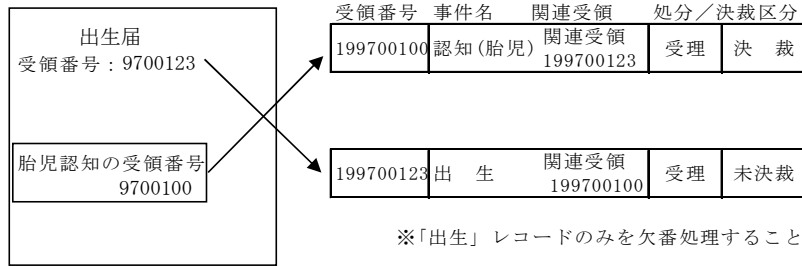 受領番号 事件名 関連受領 処分／決裁区分
出生届
受領番号：9700123
199700100 認知(胎児) 関連受領 受理 決 裁
199700123
胎児認知の受領番号
9700100
199700123 出 生 関連受領 受理 未決裁
199700100
※「出生」レコードのみを欠番処理すること